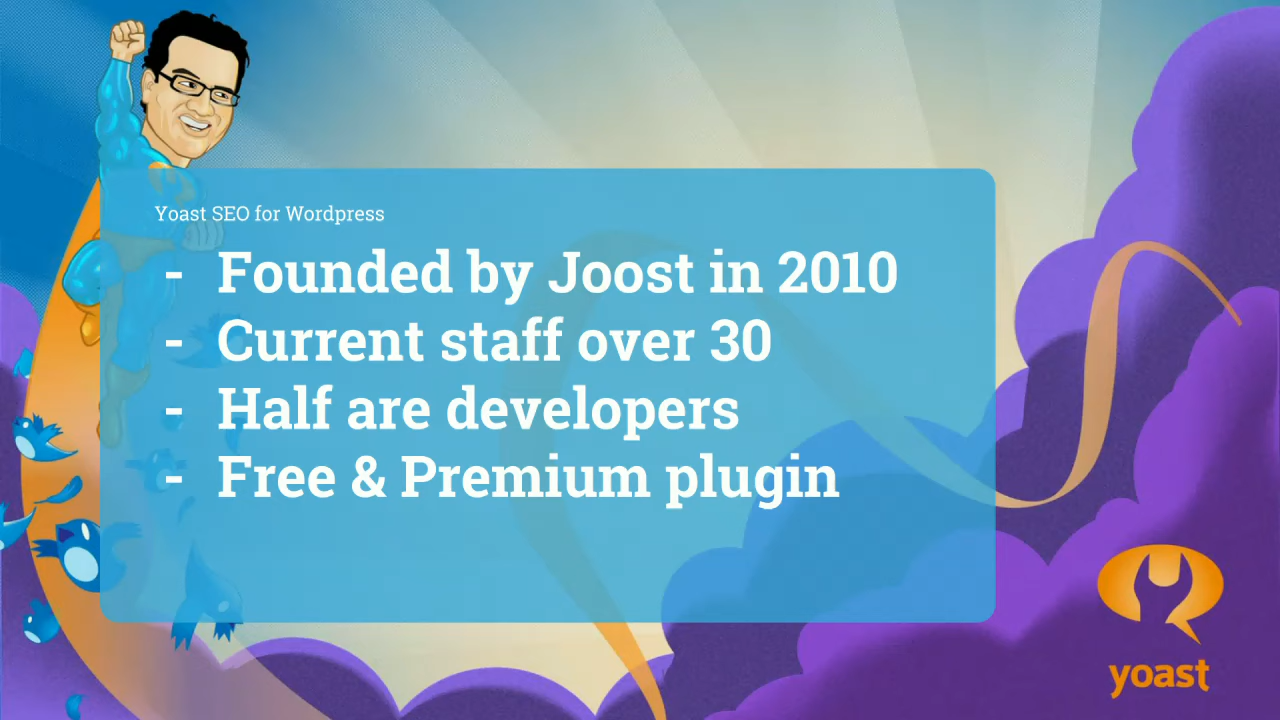 Yoast SEO for Wordpress
- Founded by Joost in 2010
- Current staff over 30
- Half are developers
- Free & Premium plugin
yoast